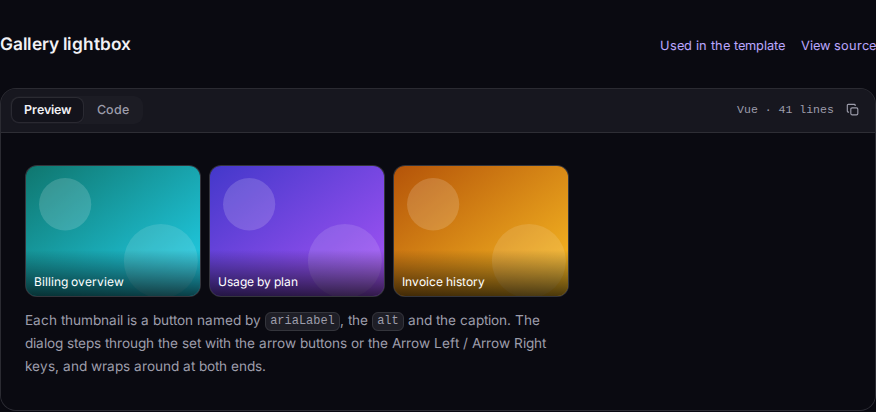 Gallery lightbox
Used in the template View source
Preview Code
Vue · 41 lines
Billing overview
Usage by plan
Invoice history
Each thumbnail is a button named by ariaLabel, the alt and the caption. The
dialog steps through the set with the arrow buttons or the Arrow Left / Arrow Right
keys, and wraps around at both ends.